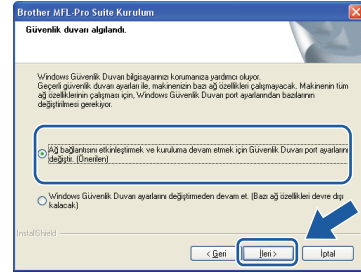 Brother MFL-Pro Suite Kurulum
Güvenlik duvarı algılandı.
Windows Güvenlik Duvarı bilgisayarınızı korumanıza yardımcı oluyor.
Geçerli güvenlik duvarı ayarları ile, makinenizin bazı ağ özellikleri çalışmayacak. Makinenin tüm
ağ özelliklerinin çalışması için, Windows Güvenlik Duvarı port ayarlarından bazılarının
değiştirilmesi gerekiyor.
Ağ bağlantısını etkinleştirmek ve kuruluma devam etmek için Güvenlik Duvarı port ayarlarını
değiştir. (Önerilen)
Windows Güvenlik Duvarı ayarlarını değiştirmeden devam et. (Bazı ağ özellikleri devre dışı
kalacak)
InstallShield
< Geri İleri > İptal